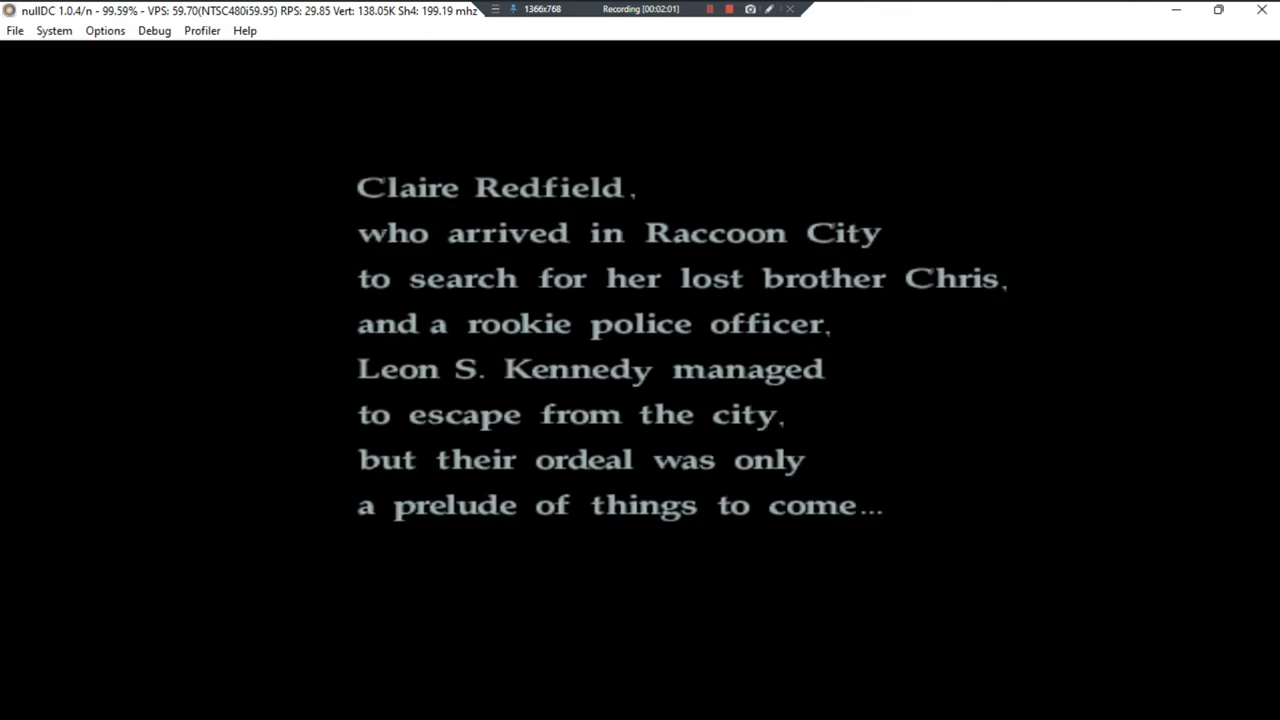 nullDC 1.0.4/n - 99.59% - VPS: 59.70(NTSC480i59.95) RPS: 29.85 Vert: 138.05K Sh4: 199.19 mhz
1366x768
Recording [00:02:01]
File System Options Debug Profiler Help
Claire Redfield,
who arrived in Raccoon City
to search for her lost brother Chris,
and a rookie police officer,
Leon S. Kennedy managed
to escape from the city,
but their ordeal was only
a prelude of things to come...